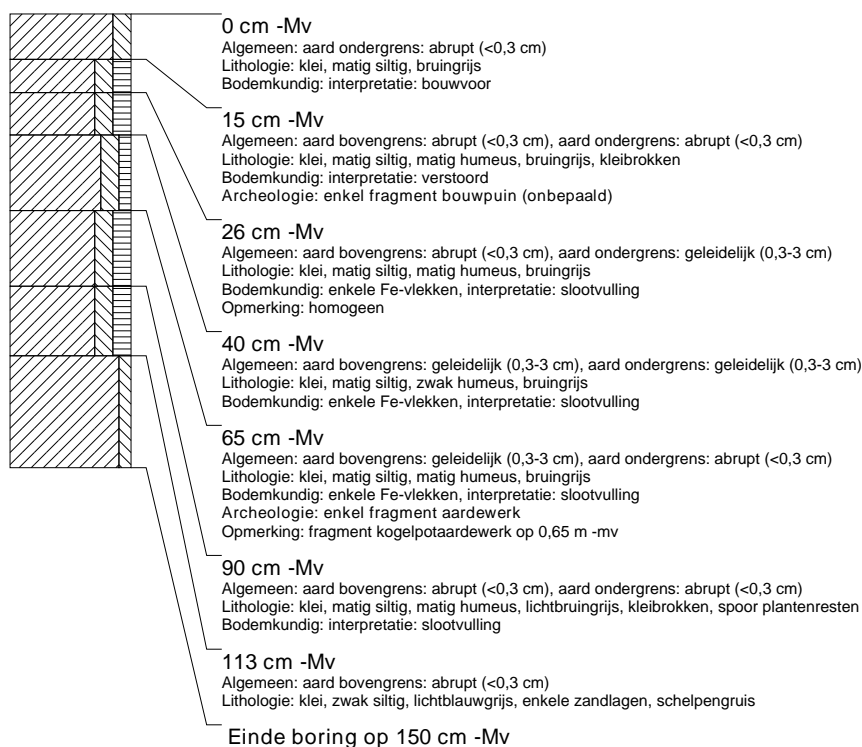 0 cm -Mv
Algemeen: aard ondergrens: abrupt (<0,3 cm)
Lithologie: klei, matig siltig, bruingrijs
Bodemkundig: interpretatie: bouwvoor
15 cm -Mv
Algemeen: aard bovengrens: abrupt (<0,3 cm), aard ondergrens: abrupt (<0,3 cm)
Lithologie: klei, matig siltig, matig humeus, bruingrijs, kleibrokken
Bodemkundig: interpretatie: verstoord
Archeologie: enkel fragment bouwpuin (onbepaald)
26 cm -Mv
Algemeen: aard bovengrens: abrupt (<0,3 cm), aard ondergrens: geleidelijk (0,3-3 cm)
Lithologie: klei, matig siltig, matig humeus, bruingrijs
Bodemkundig: enkele Fe-vlekken, interpretatie: slootvulling
Opmerking: homogeen
40 cm -Mv
Algemeen: aard bovengrens: geleidelijk (0,3-3 cm), aard ondergrens: geleidelijk (0,3-3 cm)
Lithologie: klei, matig siltig, zwak humeus, bruingrijs
Bodemkundig: enkele Fe-vlekken, interpretatie: slootvulling
65 cm -Mv
Algemeen: aard bovengrens: geleidelijk (0,3-3 cm), aard ondergrens: abrupt (<0,3 cm)
Lithologie: klei, matig siltig, matig humeus, bruingrijs
Bodemkundig: enkele Fe-vlekken, interpretatie: slootvulling
Archeologie: enkel fragment aardewerk
Opmerking: fragment kogelpotaardewerk op 0,65 m -mv
90 cm -Mv
Algemeen: aard bovengrens: abrupt (<0,3 cm), aard ondergrens: abrupt (<0,3 cm)
Lithologie: klei, matig siltig, matig humeus, lichtbruingrijs, kleibrokken, spoor plantenresten
Bodemkundig: interpretatie: slootvulling
113 cm -Mv
Algemeen: aard bovengrens: abrupt (<0,3 cm)
Lithologie: klei, zwak siltig, lichtblauwgrijs, enkele zandlagen, schelpengruis
Einde boring op 150 cm -Mv